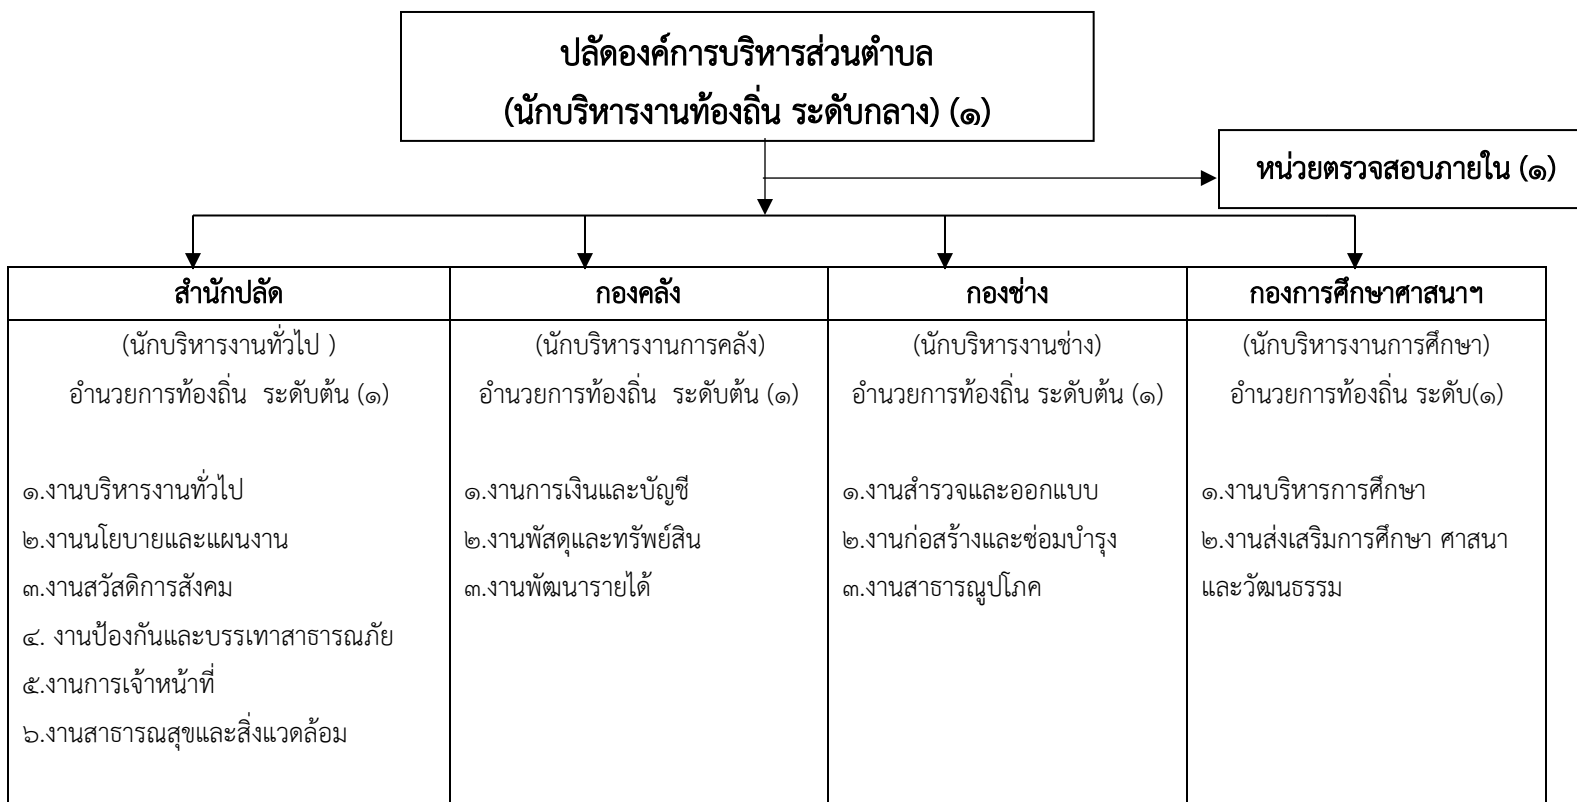 ปลัดองค์การบริหารส่วนตำบล
(นักบริหารงานท้องถิ่น ระดับกลาง) (๑)
หน่วยตรวจสอบภายใน (๑)
สำนักปลัด
(นักบริหารงานทั่วไป )
อำนวยการท้องถิ่น  ระดับต้น (๑)
๑.งานบริหารงานทั่วไป
๒.งานนโยบายและแผนงาน
๓.งานสวัสดิการสังคม
๔. งานป้องกันและบรรเทาสาธารณภัย
๕.งานการเจ้าหน้าที่
๖.งานสาธารณสุขและสิ่งแวดล้อม
กองคลัง
(นักบริหารงานการคลัง)
อำนวยการท้องถิ่น  ระดับต้น (๑)
๑.งานการเงินและบัญชี
๒.งานพัสดุและทรัพย์สิน
๓.งานพัฒนารายได้
กองช่าง
(นักบริหารงานช่าง)
อำนวยการท้องถิ่น ระดับต้น (๑)
๑.งานสำรวจและออกแบบ
๒.งานก่อสร้างและซ่อมบำรุง
๓.งานสาธารณูปโภค
กองการศึกษาศาสนาฯ
(นักบริหารงานการศึกษา)
อำนวยการท้องถิ่น ระดับ(๑)
๑.งานบริหารการศึกษา
๒.งานส่งเสริมการศึกษา ศาสนา
และวัฒนธรรม